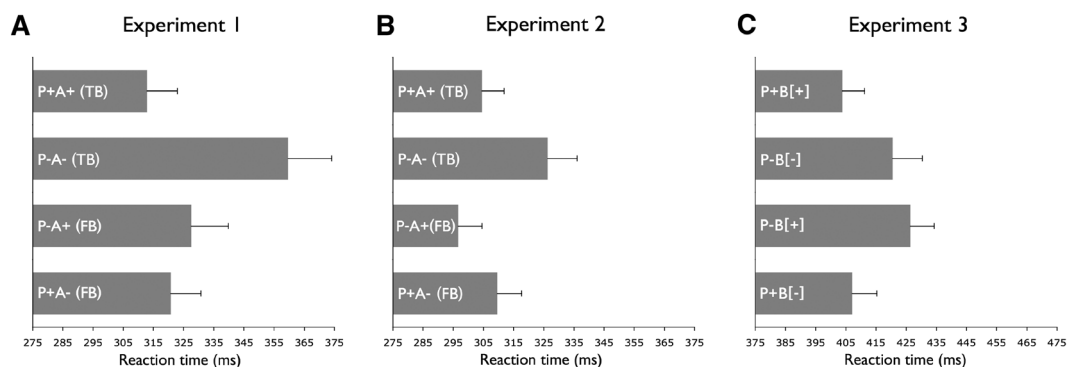 A Experiment 1
P+A+ (TB)
P-A- (TB)
P-A+ (FB)
P+A- (FB)
275 285 295 305 315 325 335 345 355 365 375
Reaction time (ms)
B Experiment 2
P+A+ (TB)
P-A- (TB)
P-A+(FB)
P+A- (FB)
275 285 295 305 315 325 335 345 355 365 375
Reaction time (ms)
C Experiment 3
P+B[+]
P-B[-]
P-B[+]
P+B[-]
375 385 395 405 415 425 435 445 455 465 475
Reaction time (ms)